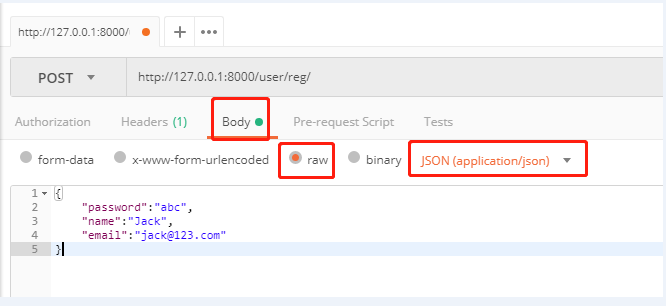 http://127.0.0.1:8000/
POST http://127.0.0.1:8000/user/reg/
Authorization Headers (1) Body Pre-request Script Tests
form-data x-www-form-urlencoded raw binary JSON (application/json)
1 {
2 "password":"abc",
3 "name":"Jack",
4 "email":"jack@123.com"
5 }